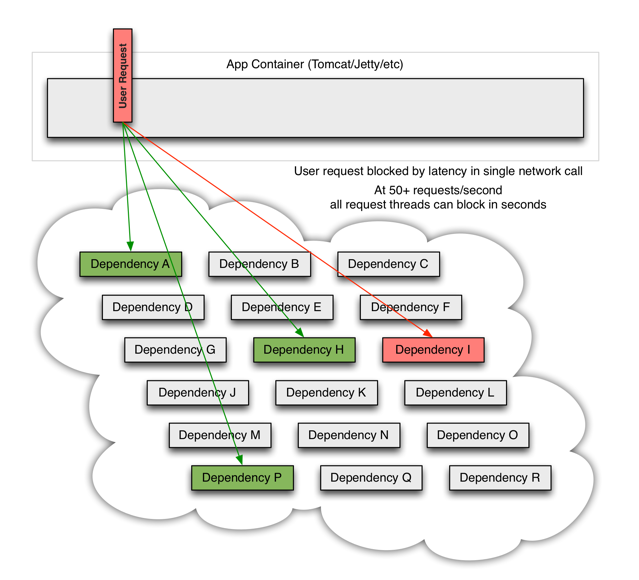 User Request
App Container (Tomcat/Jetty/etc)
User request blocked by latency in single network call
At 50+ requests/second
all request threads can block in seconds
Dependency A
Dependency B
Dependency C
Dependency D
Dependency E
Dependency F
Dependency G
Dependency H
Dependency I
Dependency J
Dependency K
Dependency L
Dependency M
Dependency N
Dependency O
Dependency P
Dependency Q
Dependency R